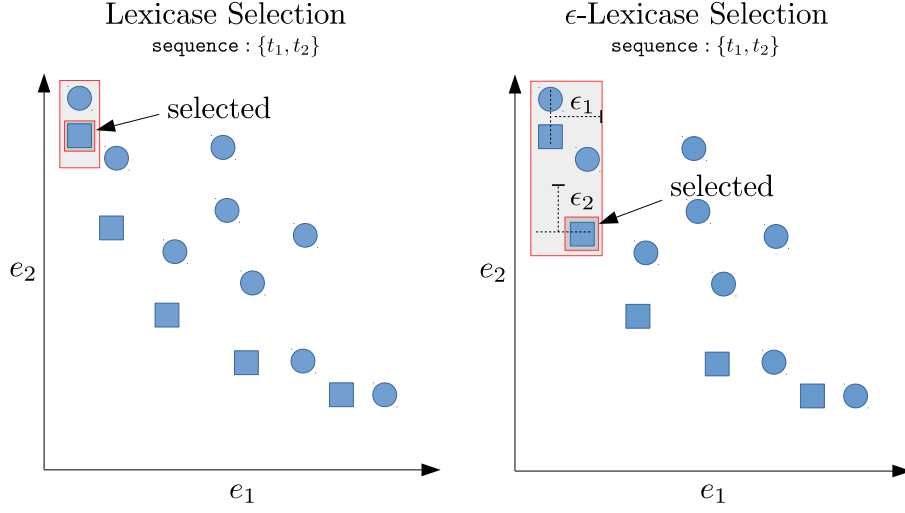 Lexicase Selection
sequence : {t₁, t₂}
selected
e₂
e₁
ϵ-Lexicase Selection
sequence : {t₁, t₂}
ϵ₁
selected
ϵ₂
e₂
e₁